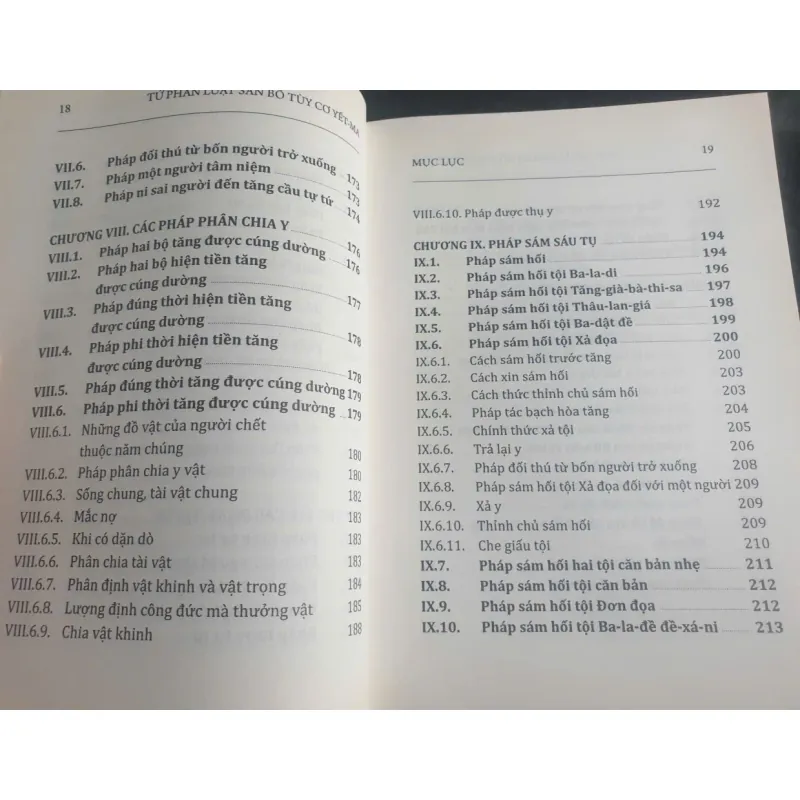 18 TỨ PHẦN LUẬT SAN BỔ TÙY CƠ YẾT-MA
VII.6. Pháp đối thú từ bốn người trở xuống 173
VII.7. Pháp một người tâm niệm 173
VII.8. Pháp ni sai người đến tăng cầu tự tứ 174
CHƯƠNG VIII. CÁC PHÁP PHÂN CHIA Y 176
VIII.1. Pháp hai bộ tăng được cúng dường 176
VIII.2. Pháp hai bộ hiện tiền tăng
được cúng dường 177
VIII.3. Pháp đúng thời hiện tiền tăng
được cúng dường 178
VIII.4. Pháp phi thời hiện tiền tăng
được cúng dường 178
VIII.5. Pháp đúng thời tăng được cúng dường 179
VIII.6. Pháp phi thời tăng được cúng dường 179
VIII.6.1. Những đồ vật của người chết
thuộc năm chúng 180
VIII.6.2. Pháp phân chia y vật 180
VIII.6.3. Sống chung, tài vật chung 182
VIII.6.4. Mắc nợ 183
VIII.6.5. Khi có dặn dò 183
VIII.6.6. Phân chia tài vật 183
VIII.6.7. Phân định vật khinh và vật trọng 184
VIII.6.8. Lượng định công đức mà thưởng vật 185
VIII.6.9. Chia vật khinh 188
MỤC LỤC 19
VIII.6.10. Pháp được thụ y 192
CHƯƠNG IX. PHÁP SÁM SÁU TỤ 194
IX.1. Pháp sám hối 194
IX.2. Pháp sám hối tội Ba-la-di 196
IX.3. Pháp sám hối tội Tăng-già-bà-thi-sa 197
IX.4. Pháp sám hối tội Thâu-lan-giá 198
IX.5. Pháp sám hối tội Ba-dật đề 199
IX.6. Pháp sám hối tội Xả đọa 200
IX.6.1. Cách sám hối trước tăng 200
IX.6.2. Cách xin sám hối 203
IX.6.3. Cách thức thỉnh chủ sám hối 203
IX.6.4. Pháp tác bạch hòa tăng 204
IX.6.5. Chính thức xả tội 205
IX.6.6. Trả lại y 206
IX.6.7. Pháp đối thú từ bốn người trở xuống 208
IX.6.8. Pháp sám hối tội Xả đọa đối với một người 209
IX.6.9. Xả y 209
IX.6.10. Thỉnh chủ sám hối 209
IX.6.11. Che giấu tội 210
IX.7. Pháp sám hối hai tội căn bản nhẹ 211
IX.8. Pháp sám hối tội căn bản 212
IX.9. Pháp sám hối tội Đơn đọa 212
IX.10. Pháp sám hối tội Ba-la-đề đề-xá-ni 213